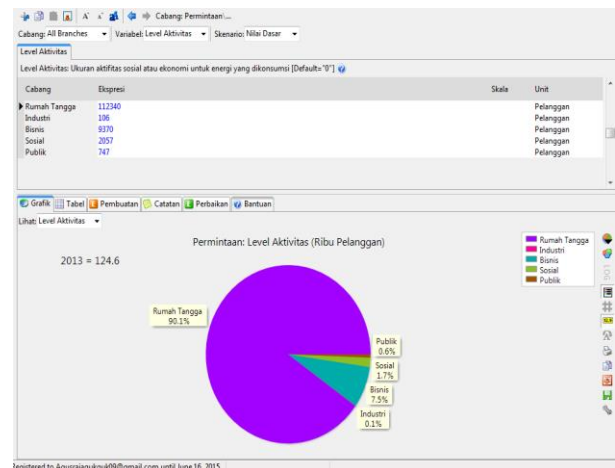 Cabang: Permintaan\...
Cabang: All Branches Variabel: Level Aktivitas Skenario: Nilai Dasar
Level Aktivitas
Level Aktivitas: Ukuran aktifitas sosial atau ekonomi untuk energi yang dikonsumsi [Default="0"]
Cabang Ekspresi Skala Unit
Rumah Tangga 112340 Pelanggan
Industri 106 Pelanggan
Bisnis 9370 Pelanggan
Sosial 2057 Pelanggan
Publik 747 Pelanggan
Grafik Tabel Pembuatan Catatan Perbaikan Bantuan
Lihat: Level Aktivitas
Permintaan: Level Aktivitas (Ribu Pelanggan)
2013 = 124.6
Rumah Tangga
Industri
Bisnis
Sosial
Publik
Rumah Tangga
90.1%
Publik
0.6%
Sosial
1.7%
Bisnis
7.5%
Industri
0.1%
until June 16, 2015